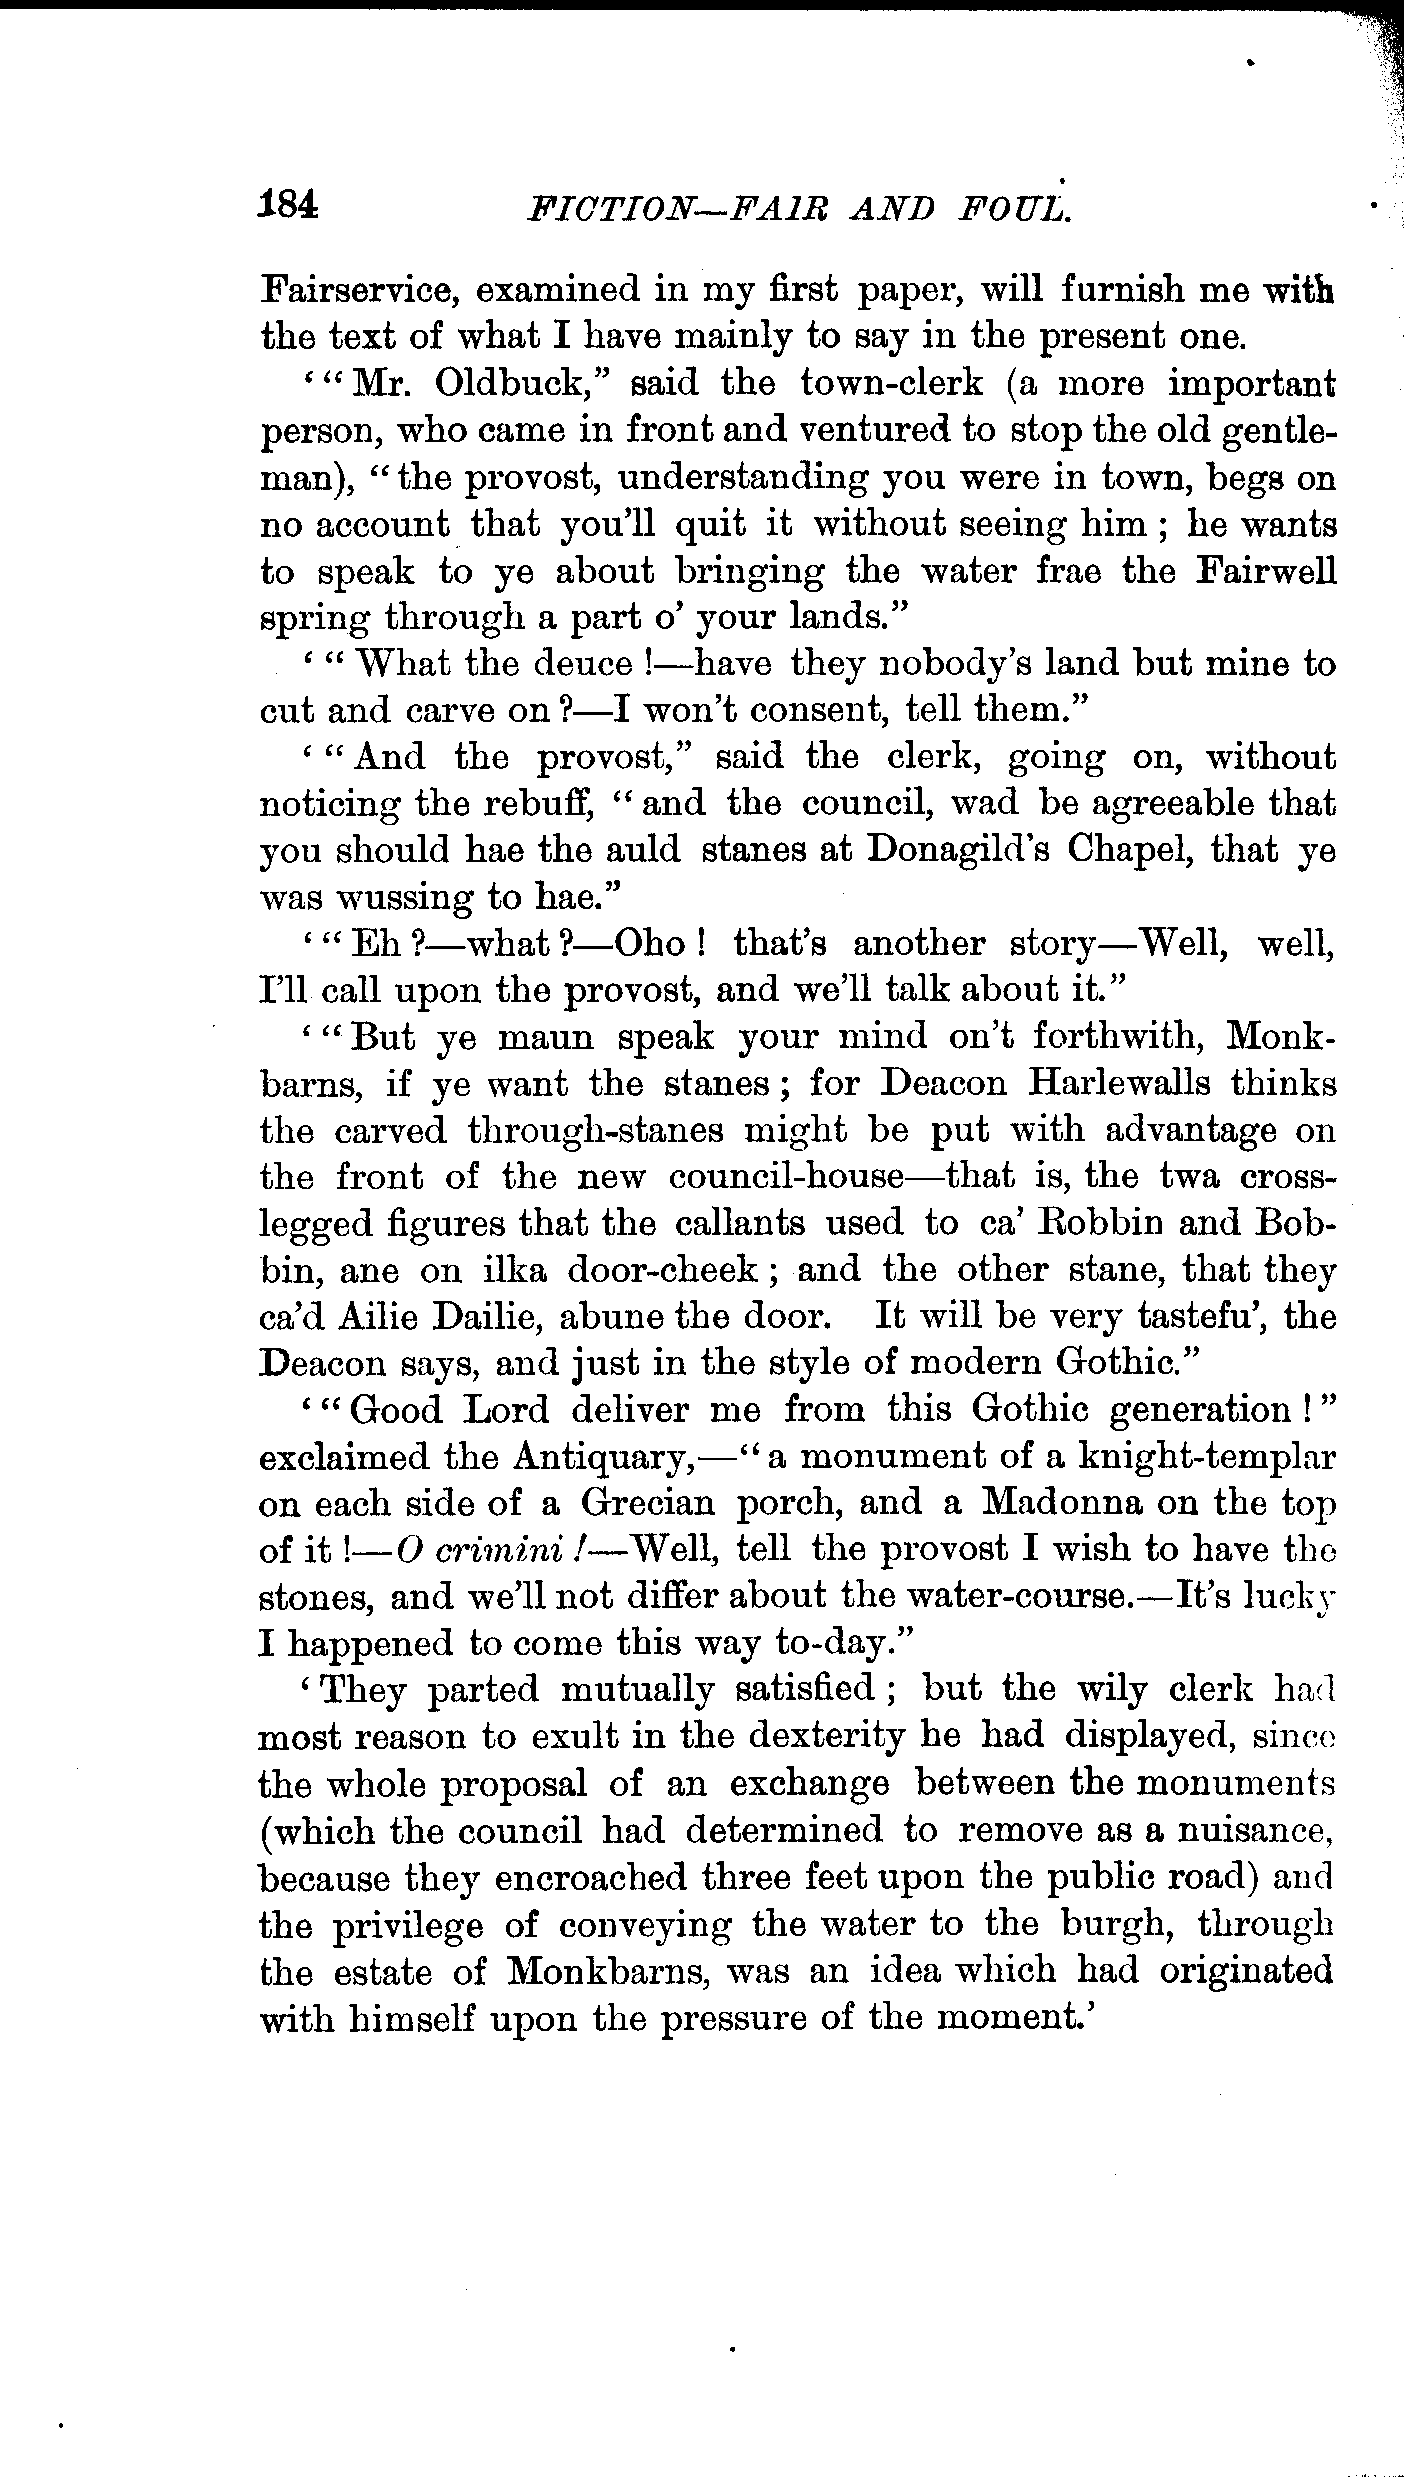 184 FICTION—FAIR AND FOUL.
Fairservice, examined in my first paper, will furnish me with
the text of what I have mainly to say in the present one.
‘ “ Mr. Oldbuck,” said the town-clerk (a more important
person, who came in front and ventured to stop the old gentle-
man), “ the provost, understanding you were in town, begs on
no account that you'll quit it without seeing him ; he wants
to speak to ye about bringing the water frae the Fairwell
spring through a part o' your lands.”
‘ “ What the deuce !—have they nobody's land but mine to
cut and carve on ?—I won't consent, tell them.”
‘ “ And the provost,” said the clerk, going on, without
noticing the rebuff, “ and the council, wad be agreeable that
you should hae the auld stanes at Donagild's Chapel, that ye
was wussing to hae.”
‘ “ Eh ?—what ?—Oho ! that's another story—Well, well,
I'll call upon the provost, and we'll talk about it.”
‘ “ But ye maun speak your mind on't forthwith, Monk-
barns, if ye want the stanes ; for Deacon Harlewalls thinks
the carved through-stanes might be put with advantage on
the front of the new council-house—that is, the twa cross-
legged figures that the callants used to ca' Robbin and Bob-
bin, ane on ilka door-cheek ; and the other stane, that they
ca'd Ailie Dailie, abune the door. It will be very tastefu', the
Deacon says, and just in the style of modern Gothic.”
‘ “ Good Lord deliver me from this Gothic generation ! ”
exclaimed the Antiquary,—“ a monument of a knight-templar
on each side of a Grecian porch, and a Madonna on the top
of it !—O crimini !—Well, tell the provost I wish to have the
stones, and we'll not differ about the water-course.—It's lucky
I happened to come this way to-day.”
‘ They parted mutually satisfied ; but the wily clerk had
most reason to exult in the dexterity he had displayed, since
the whole proposal of an exchange between the monuments
(which the council had determined to remove as a nuisance,
because they encroached three feet upon the public road) and
the privilege of conveying the water to the burgh, through
the estate of Monkbarns, was an idea which had originated
with himself upon the pressure of the moment.’